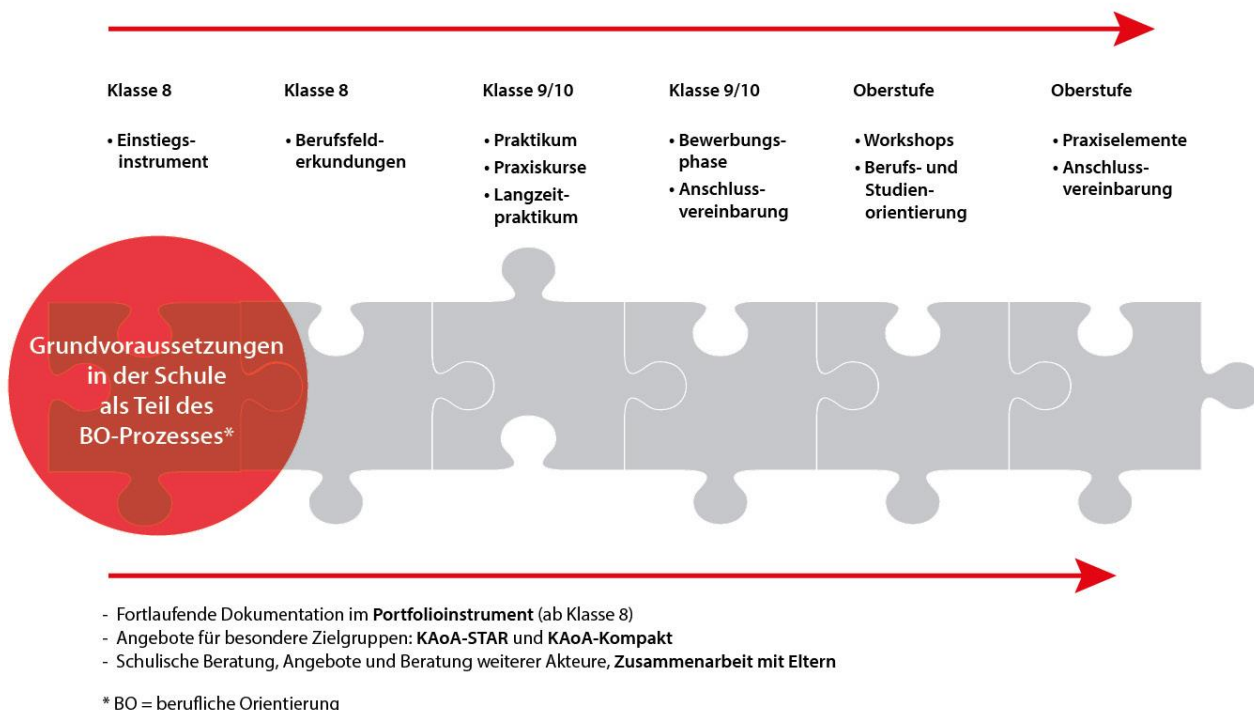 Klasse 8
• Einstiegs-
instrument
Klasse 8
• Berufsfeld-
erkundungen
Klasse 9/10
• Praktikum
• Praxiskurse
• Langzeit-
praktikum
Klasse 9/10
• Bewerbungs-
phase
• Anschluss-
vereinbarung
Oberstufe
• Workshops
• Berufs- und
Studien-
orientierung
Oberstufe
• Praxiselemente
• Anschluss-
vereinbarung
Grundvoraussetzungen
in der Schule
als Teil des
BO-Prozesses*
- Fortlaufende Dokumentation im Portfolioinstrument (ab Klasse 8)
- Angebote für besondere Zielgruppen: KAoA-STAR und KAoA-Kompakt
- Schulische Beratung, Angebote und Beratung weiterer Akteure, Zusammenarbeit mit Eltern
* BO = berufliche Orientierung